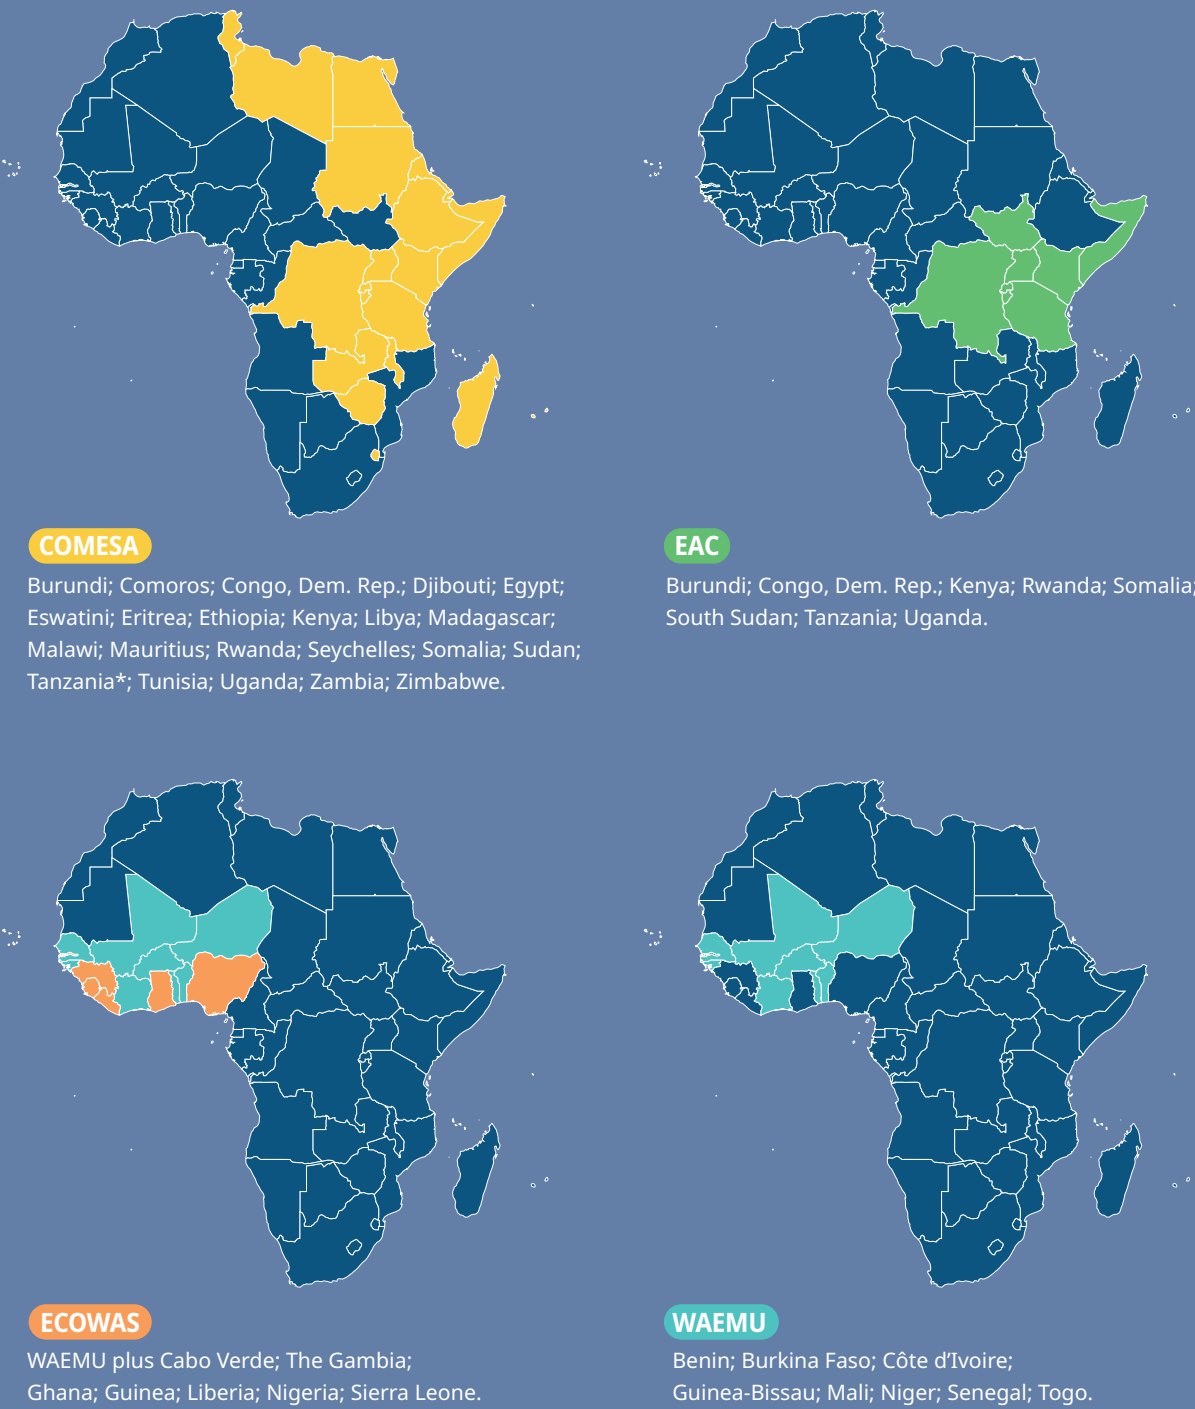 COMESA
Burundi; Comoros; Congo, Dem. Rep.; Djibouti; Egypt;
Eswatini; Eritrea; Ethiopia; Kenya; Libya; Madagascar;
Malawi; Mauritius; Rwanda; Seychelles; Somalia; Sudan;
Tanzania*; Tunisia; Uganda; Zambia; Zimbabwe.
EAC
Burundi; Congo, Dem. Rep.; Kenya; Rwanda; Somalia;
South Sudan; Tanzania; Uganda.
ECOWAS
WAEMU plus Cabo Verde; The Gambia;
Ghana; Guinea; Liberia; Nigeria; Sierra Leone.
WAEMU
Benin; Burkina Faso; Côte d’Ivoire;
Guinea-Bissau; Mali; Niger; Senegal; Togo.